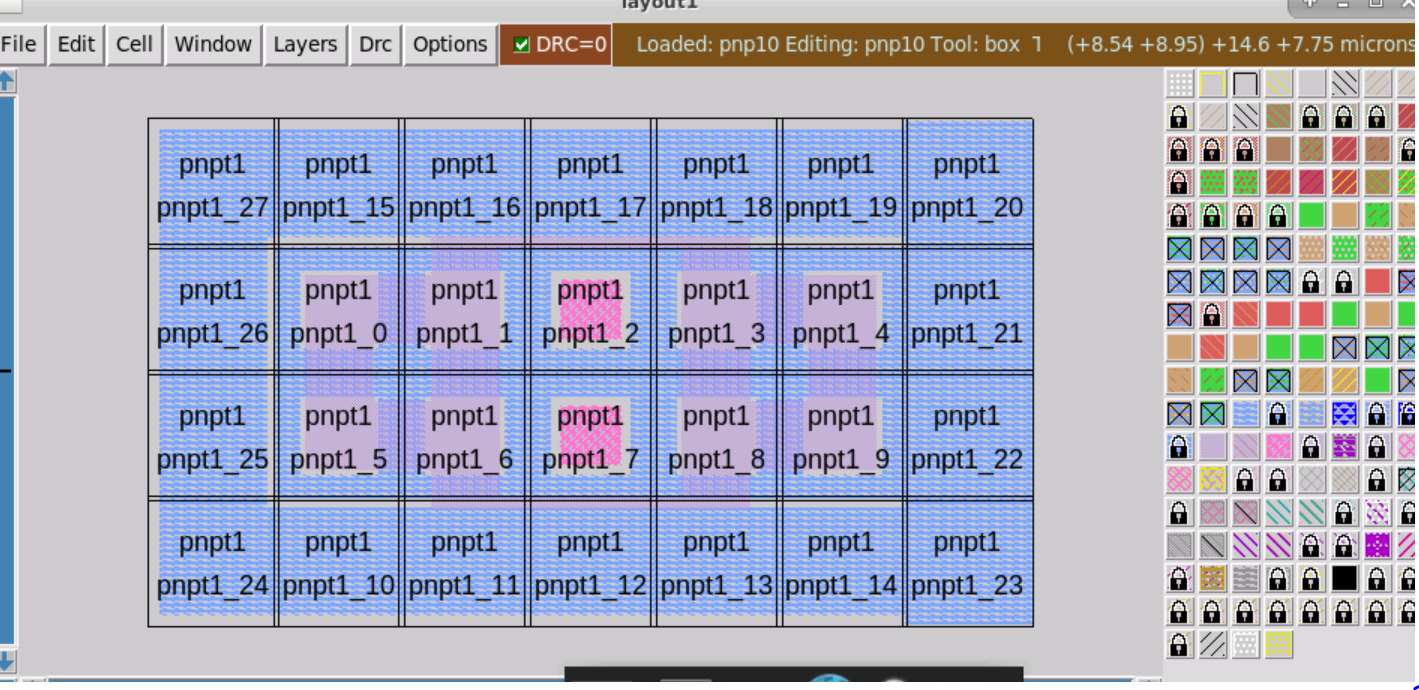 layout1
File Edit Cell Window Layers Drc Options DRC=0 Loaded: pnp10 Editing: pnp10 Tool: box (+8.54 +8.95) +14.6 +7.75 microns
pnpt1 pnpt1 pnpt1 pnpt1 pnpt1 pnpt1 pnpt1
pnpt1_27 pnpt1_15 pnpt1_16 pnpt1_17 pnpt1_18 pnpt1_19 pnpt1_20
pnpt1 pnpt1 pnpt1 pnpt1 pnpt1 pnpt1 pnpt1
pnpt1_26 pnpt1_0 pnpt1_1 pnpt1_2 pnpt1_3 pnpt1_4 pnpt1_21
pnpt1 pnpt1 pnpt1 pnpt1 pnpt1 pnpt1 pnpt1
pnpt1_25 pnpt1_5 pnpt1_6 pnpt1_7 pnpt1_8 pnpt1_9 pnpt1_22
pnpt1 pnpt1 pnpt1 pnpt1 pnpt1 pnpt1 pnpt1
pnpt1_24 pnpt1_10 pnpt1_11 pnpt1_12 pnpt1_13 pnpt1_14 pnpt1_23